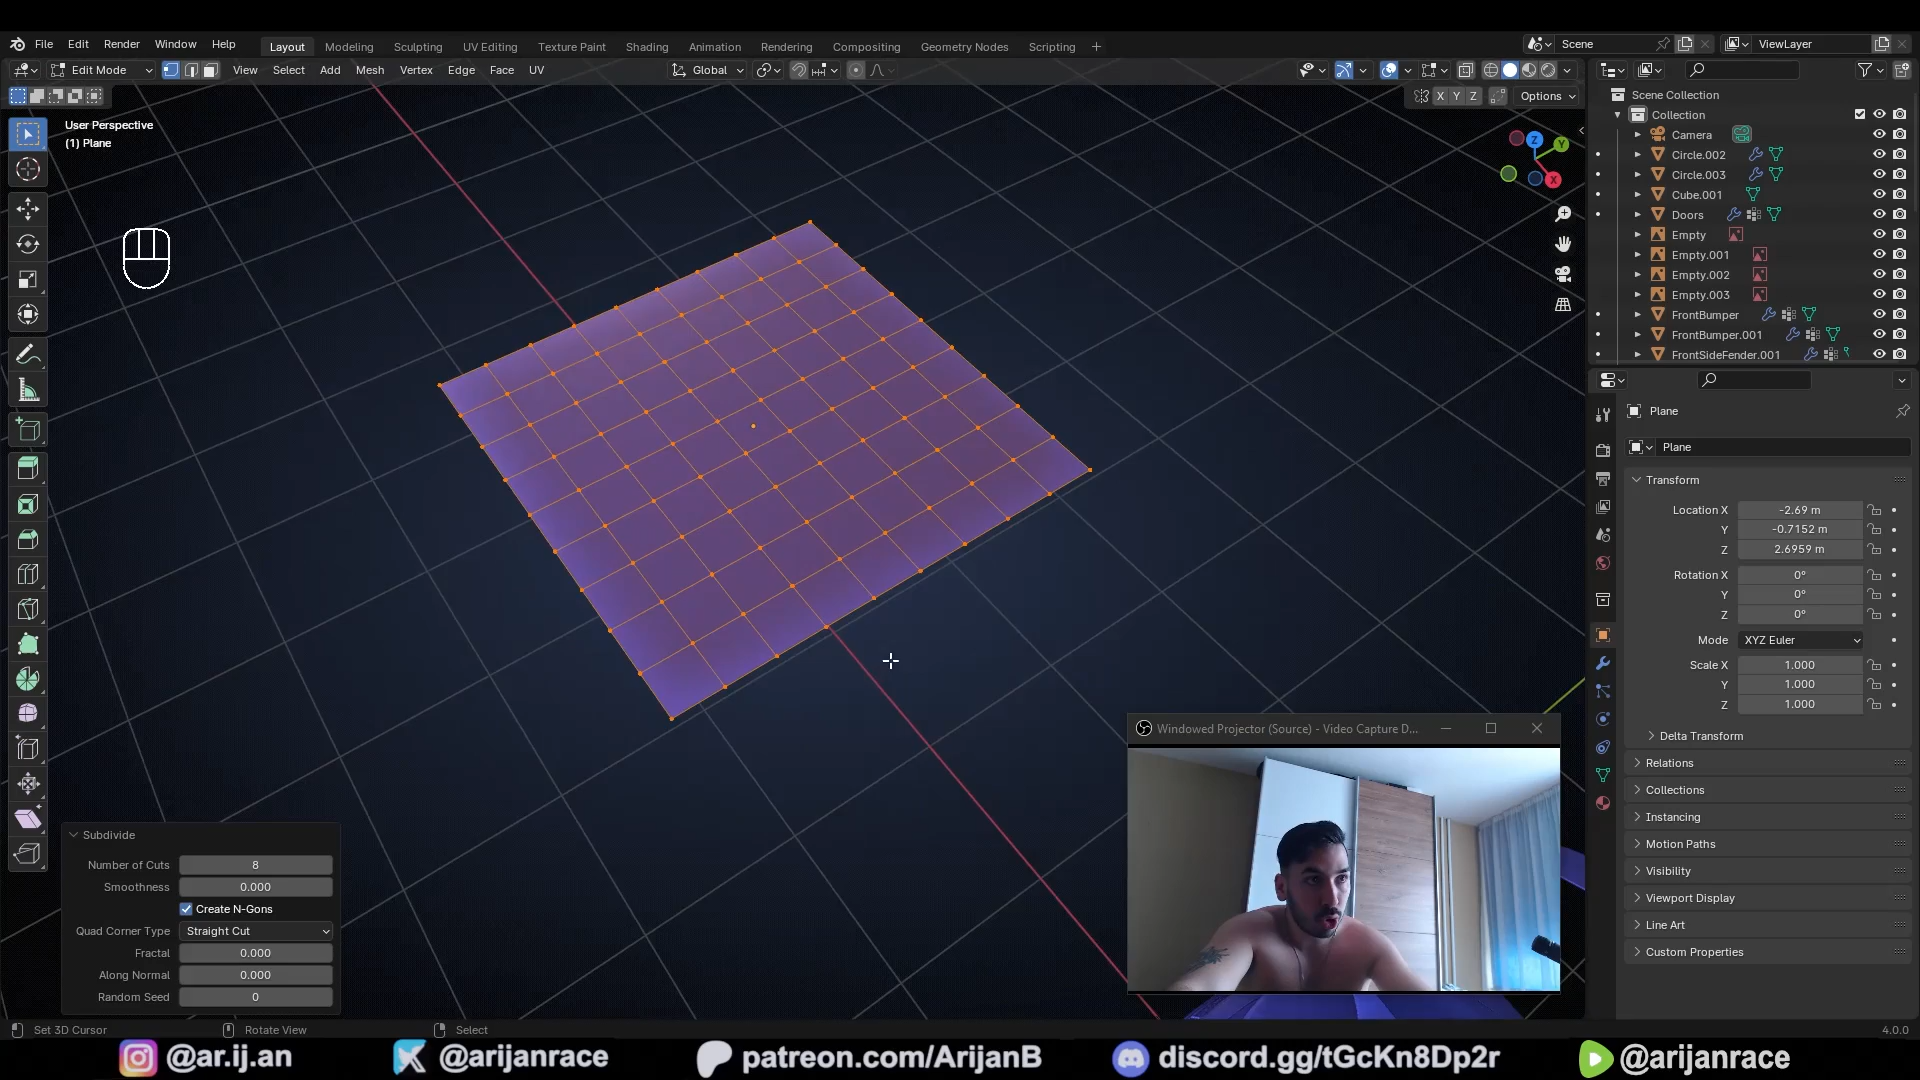 File Edit Render Window Help Layout Modeling Sculpting UV Editing Texture Paint Shading Animation Rendering Compositing Geometry Nodes Scripting + Scene ViewLayer
Edit Mode View Select Add Mesh Vertex Edge Face UV Global
X Y Z Options
User Perspective
(1) Plane
Z Y X
Scene Collection
Collection
Camera
Circle.002
Circle.003
Cube.001
Doors
Empty
Empty.001
Empty.002
Empty.003
FrontBumper
FrontBumper.001
FrontSideFender.001
Plane
Plane
Transform
Location X -2.69 m
Y -0.7152 m
Z 2.6959 m
Rotation X 0°
Y 0°
Z 0°
Mode XYZ Euler
Scale X 1.000
Y 1.000
Z 1.000
Delta Transform
Relations
Collections
Instancing
Motion Paths
Visibility
Viewport Display
Line Art
Custom Properties
Windowed Projector (Source) - Video Capture D...
Subdivide
Number of Cuts 8
Smoothness 0.000
Create N-Gons
Quad Corner Type Straight Cut
Fractal 0.000
Along Normal 0.000
Random Seed 0
Set 3D Cursor Rotate View Select 4.0.0
@ar.ij.an @arijanrace patreon.com/ArijanB discord.gg/tGcKn8Dp2r @arijanrace